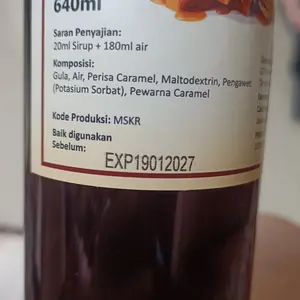 640ml
Saran Penyajian:
20ml Sirup + 180ml air
Komposisi:
Gula, Air, Perisa Caramel, Maltodextrin, Pengawet
(Potasium Sorbat), Pewarna Caramel
Kode Produksi: MSKR
Baik digunakan
Sebelum:
EXP19012027